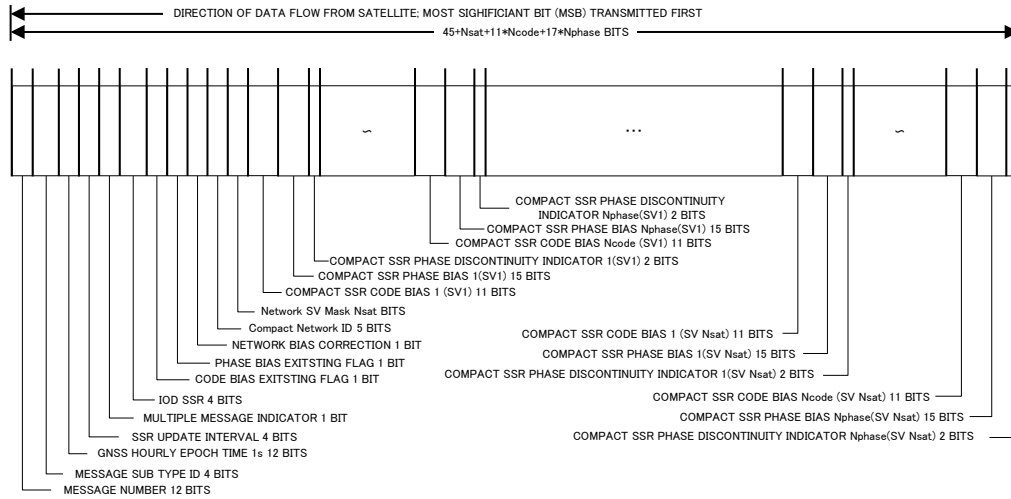 DIRECTION OF DATA FLOW FROM SATELLITE; MOST SIGHIFICIANT BIT (MSB) TRANSMITTED FIRST
45+Nsat+11*Ncode+17*Nphase BITS
∽
…
∽
COMPACT SSR PHASE DISCONTINUITY
INDICATOR Nphase(SV1) 2 BITS
COMPACT SSR PHASE BIAS Nphase(SV1) 15 BITS
COMPACT SSR CODE BIAS Ncode (SV1) 11 BITS
COMPACT SSR PHASE DISCONTINUITY INDICATOR 1(SV1) 2 BITS
COMPACT SSR PHASE BIAS 1(SV1) 15 BITS
COMPACT SSR CODE BIAS 1 (SV1) 11 BITS
Network SV Mask Nsat BITS
Compact Network ID 5 BITS
NETWORK BIAS CORRECTION 1 BIT
PHASE BIAS EXITSTING FLAG 1 BIT
CODE BIAS EXITSTING FLAG 1 BIT
IOD SSR 4 BITS
MULTIPLE MESSAGE INDICATOR 1 BIT
SSR UPDATE INTERVAL 4 BITS
GNSS HOURLY EPOCH TIME 1s 12 BITS
MESSAGE SUB TYPE ID 4 BITS
MESSAGE NUMBER 12 BITS
COMPACT SSR CODE BIAS 1 (SV Nsat) 11 BITS
COMPACT SSR PHASE BIAS 1(SV Nsat) 15 BITS
COMPACT SSR PHASE DISCONTINUITY INDICATOR 1(SV Nsat) 2 BITS
COMPACT SSR CODE BIAS Ncode (SV Nsat) 11 BITS
COMPACT SSR PHASE BIAS Nphase(SV Nsat) 15 BITS
COMPACT SSR PHASE DISCONTINUITY INDICATOR Nphase(SV Nsat) 2 BITS